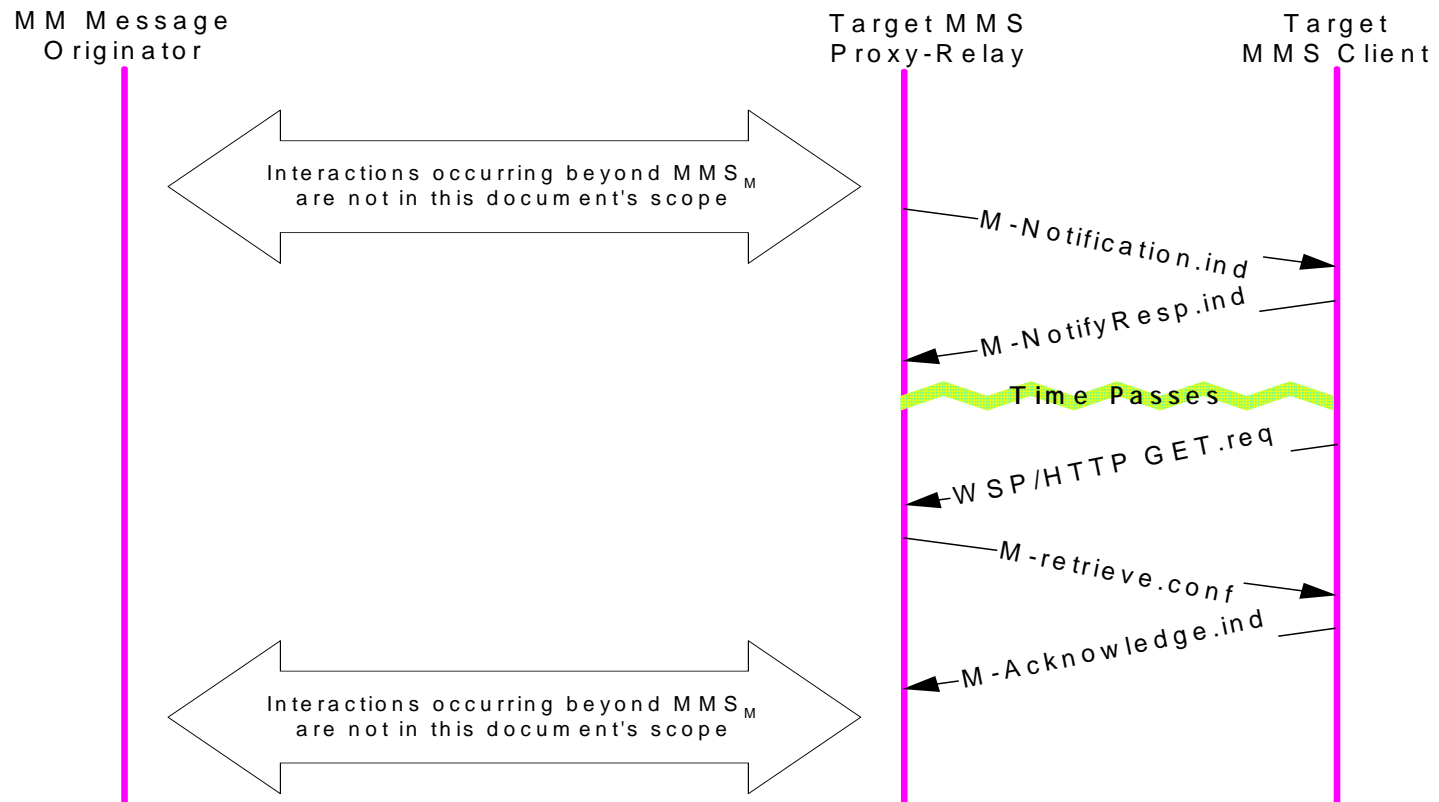 MM Message
Originator
Target MMS
Proxy-Relay
Target
MMS Client
Interactions occurring beyond MMSM
are not in this document's scope
M-Notification.ind
M-NotifyResp.ind
Time Passes
WSP/HTTP GET.req
M-retrieve.conf
M-Acknowledge.ind
Interactions occurring beyond MMSM
are not in this document's scope